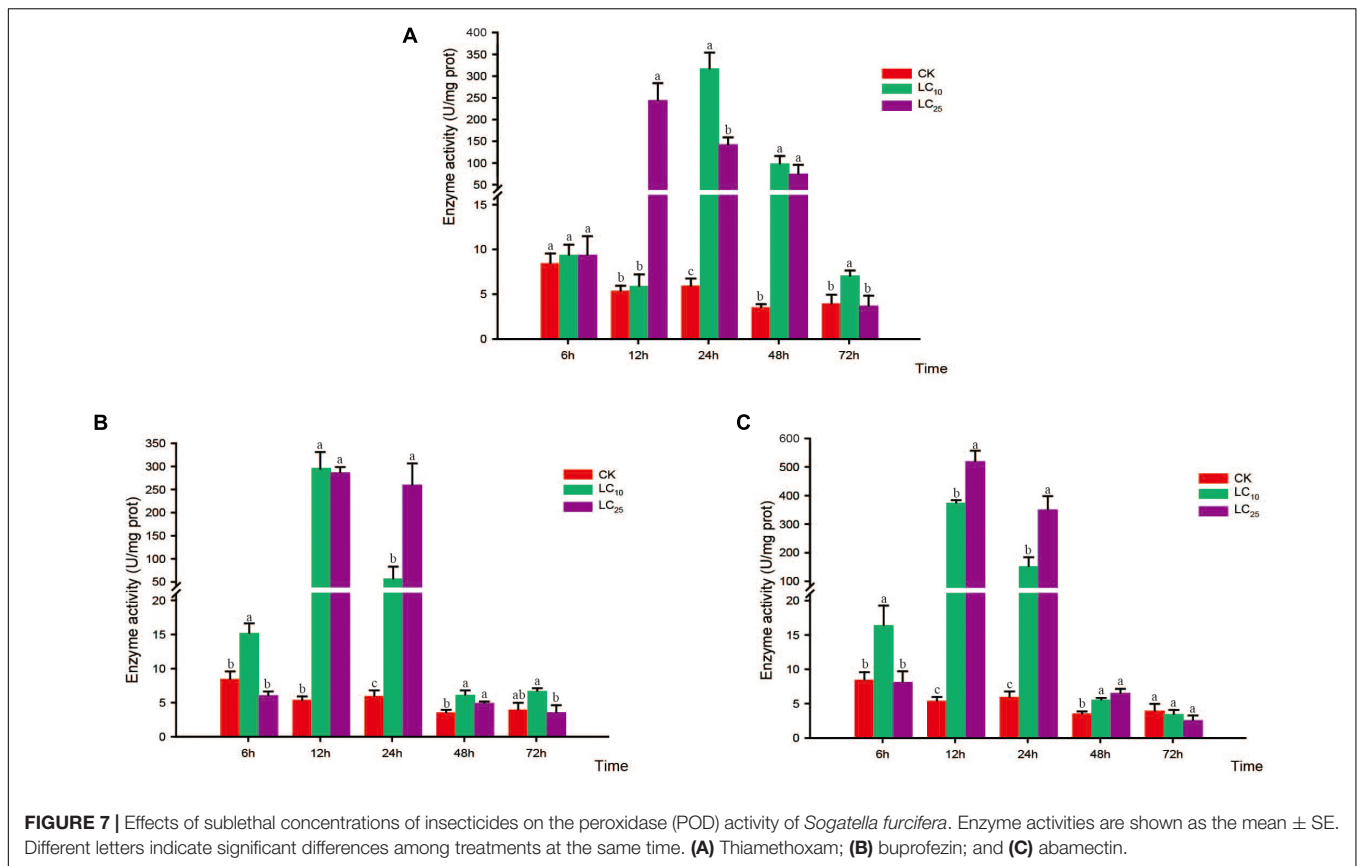 A
Enzyme activity (U/mg prot)
400
350
300
250
200
150
100
50
15
10
5
0
a a a
b b a
c a b
b a a
b a b
6h 12h 24h 48h 72h
Time
CK
LC10
LC25
B
Enzyme activity (U/mg prot)
350
300
250
200
150
100
50
20
15
10
5
0
b a b
b a a
c b a
b a a
ab a b
6h 12h 24h 48h 72h
Time
CK
LC10
LC25
C
Enzyme activity (U/mg prot)
600
500
400
300
200
100
20
15
10
5
0
b a b
c b a
c b a
b a a
a a a
6h 12h 24h 48h 72h
Time
CK
LC10
LC25
FIGURE 7 | Effects of sublethal concentrations of insecticides on the peroxidase (POD) activity of Sogatella furcifera. Enzyme activities are shown as the mean ± SE.
Different letters indicate significant differences among treatments at the same time. (A) Thiamethoxam; (B) buprofezin; and (C) abamectin.